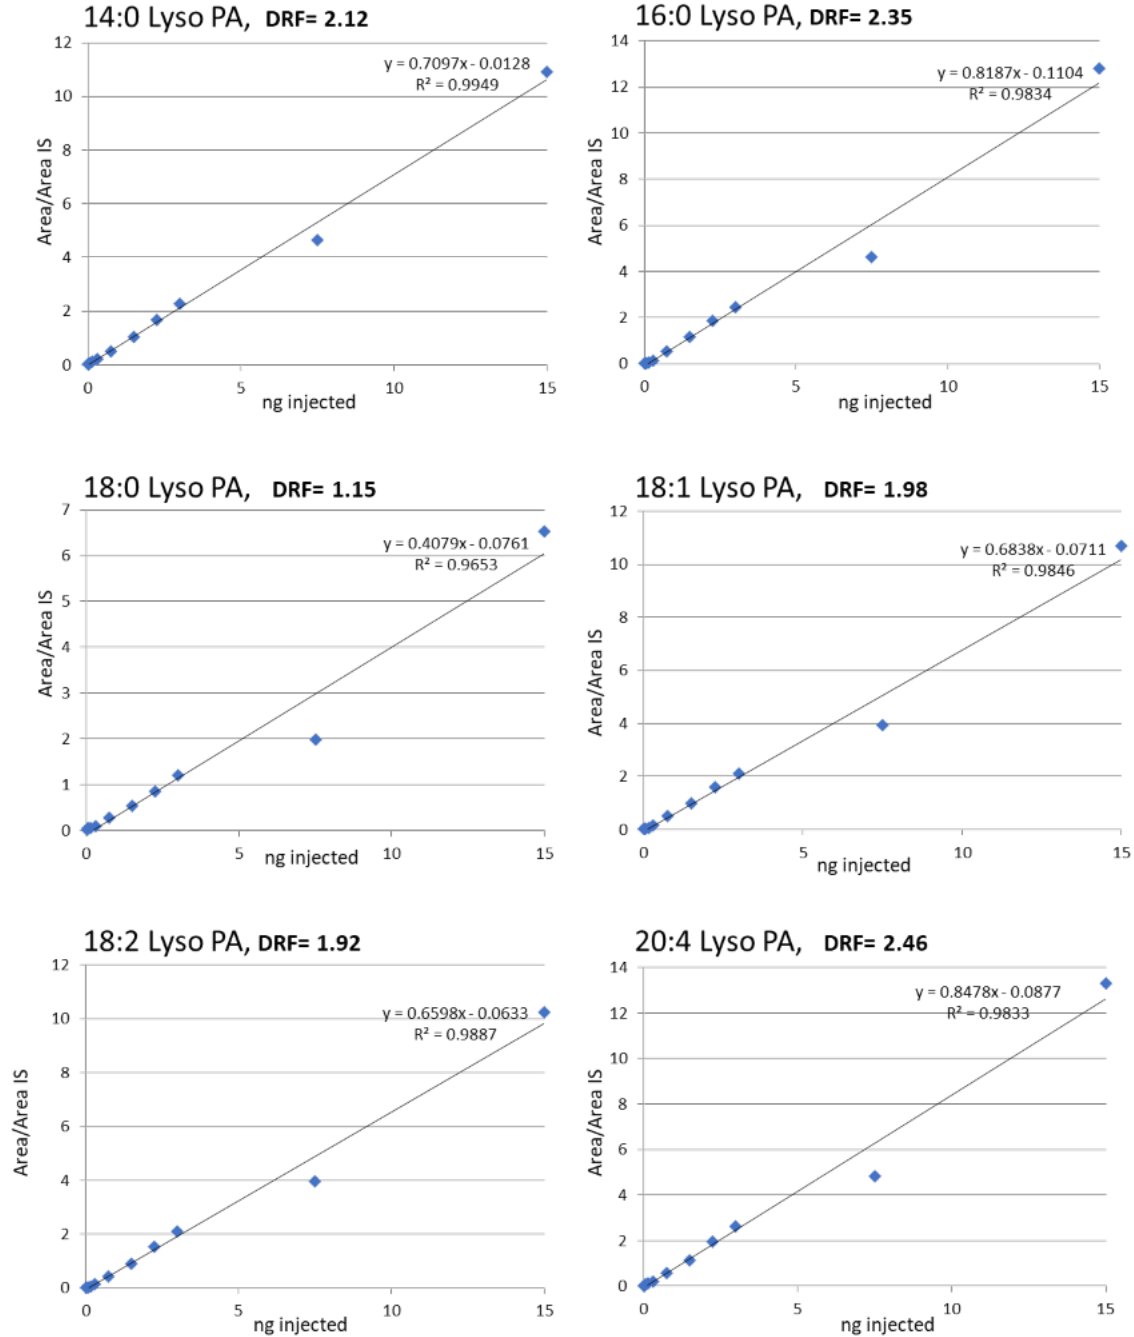 14:0 Lyso PA, DRF= 2.12
12
10
8
6
4
2
0
Area/Area IS
y = 0.7097x - 0.0128
R² = 0.9949
0 5 10 15
ng injected
16:0 Lyso PA, DRF= 2.35
14
12
10
8
6
4
2
0
Area/Area IS
y = 0.8187x - 0.1104
R² = 0.9834
0 5 10 15
ng injected
18:0 Lyso PA, DRF= 1.15
7
6
5
4
3
2
1
0
Area/Area IS
y = 0.4079x - 0.0761
R² = 0.9653
0 5 10 15
ng injected
18:1 Lyso PA, DRF= 1.98
12
10
8
6
4
2
0
Area/Area IS
y = 0.6838x - 0.0711
R² = 0.9846
0 5 10 15
ng injected
18:2 Lyso PA, DRF= 1.92
12
10
8
6
4
2
0
Area/Area IS
y = 0.6598x - 0.0633
R² = 0.9887
0 5 10 15
ng injected
20:4 Lyso PA, DRF= 2.46
14
12
10
8
6
4
2
0
Area/Area IS
y = 0.8478x - 0.0877
R² = 0.9833
0 5 10 15
ng injected